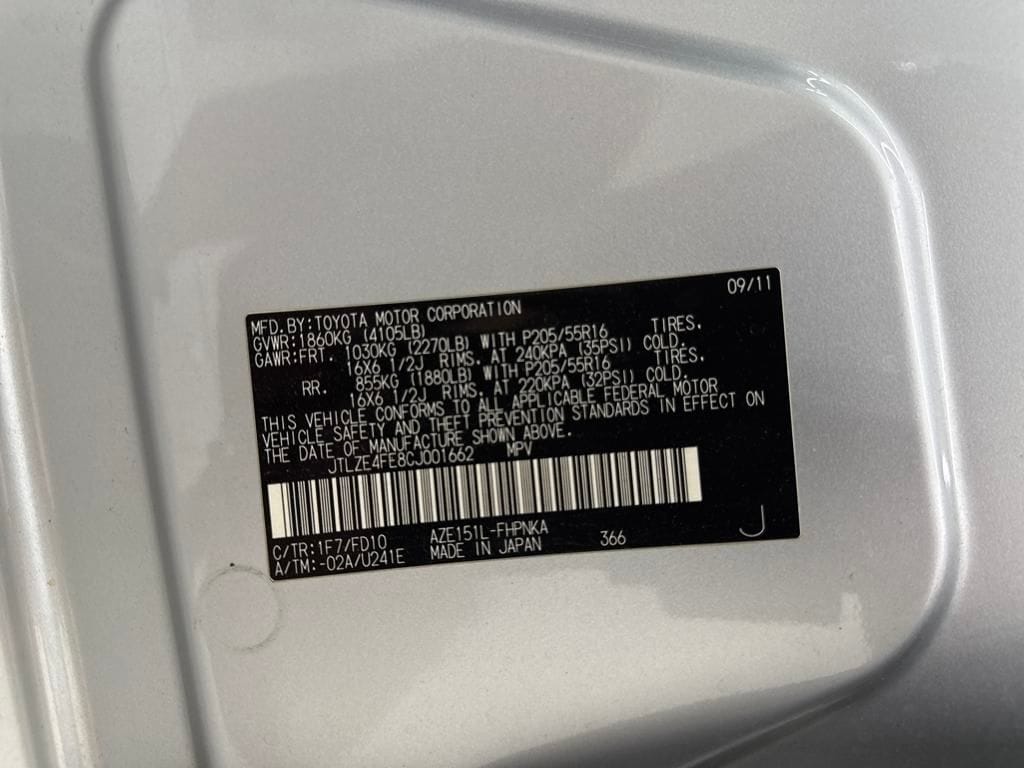 09/11
MFD.BY:TOYOTA MOTOR CORPORATION
GVWR:1860KG (4105LB)
GAWR:FRT. 1030KG (2270LB) WITH P205/55R16 TIRES,
16X6 1/2J RIMS, AT 240KPA (35PSI) COLD.
RR. 855KG (1880LB) WITH P205/55R16 TIRES,
16X6 1/2J RIMS, AT 220KPA (32PSI) COLD.
THIS VEHICLE CONFORMS TO ALL APPLICABLE FEDERAL MOTOR
VEHICLE SAFETY AND THEFT PREVENTION STANDARDS IN EFFECT ON
THE DATE OF MANUFACTURE SHOWN ABOVE.
JTLZE4FE8CJ001662 MPV
C/TR:1F7/FD10 AZE151L-FHPNKA
A/TM:-02A/U241E MADE IN JAPAN 366 J